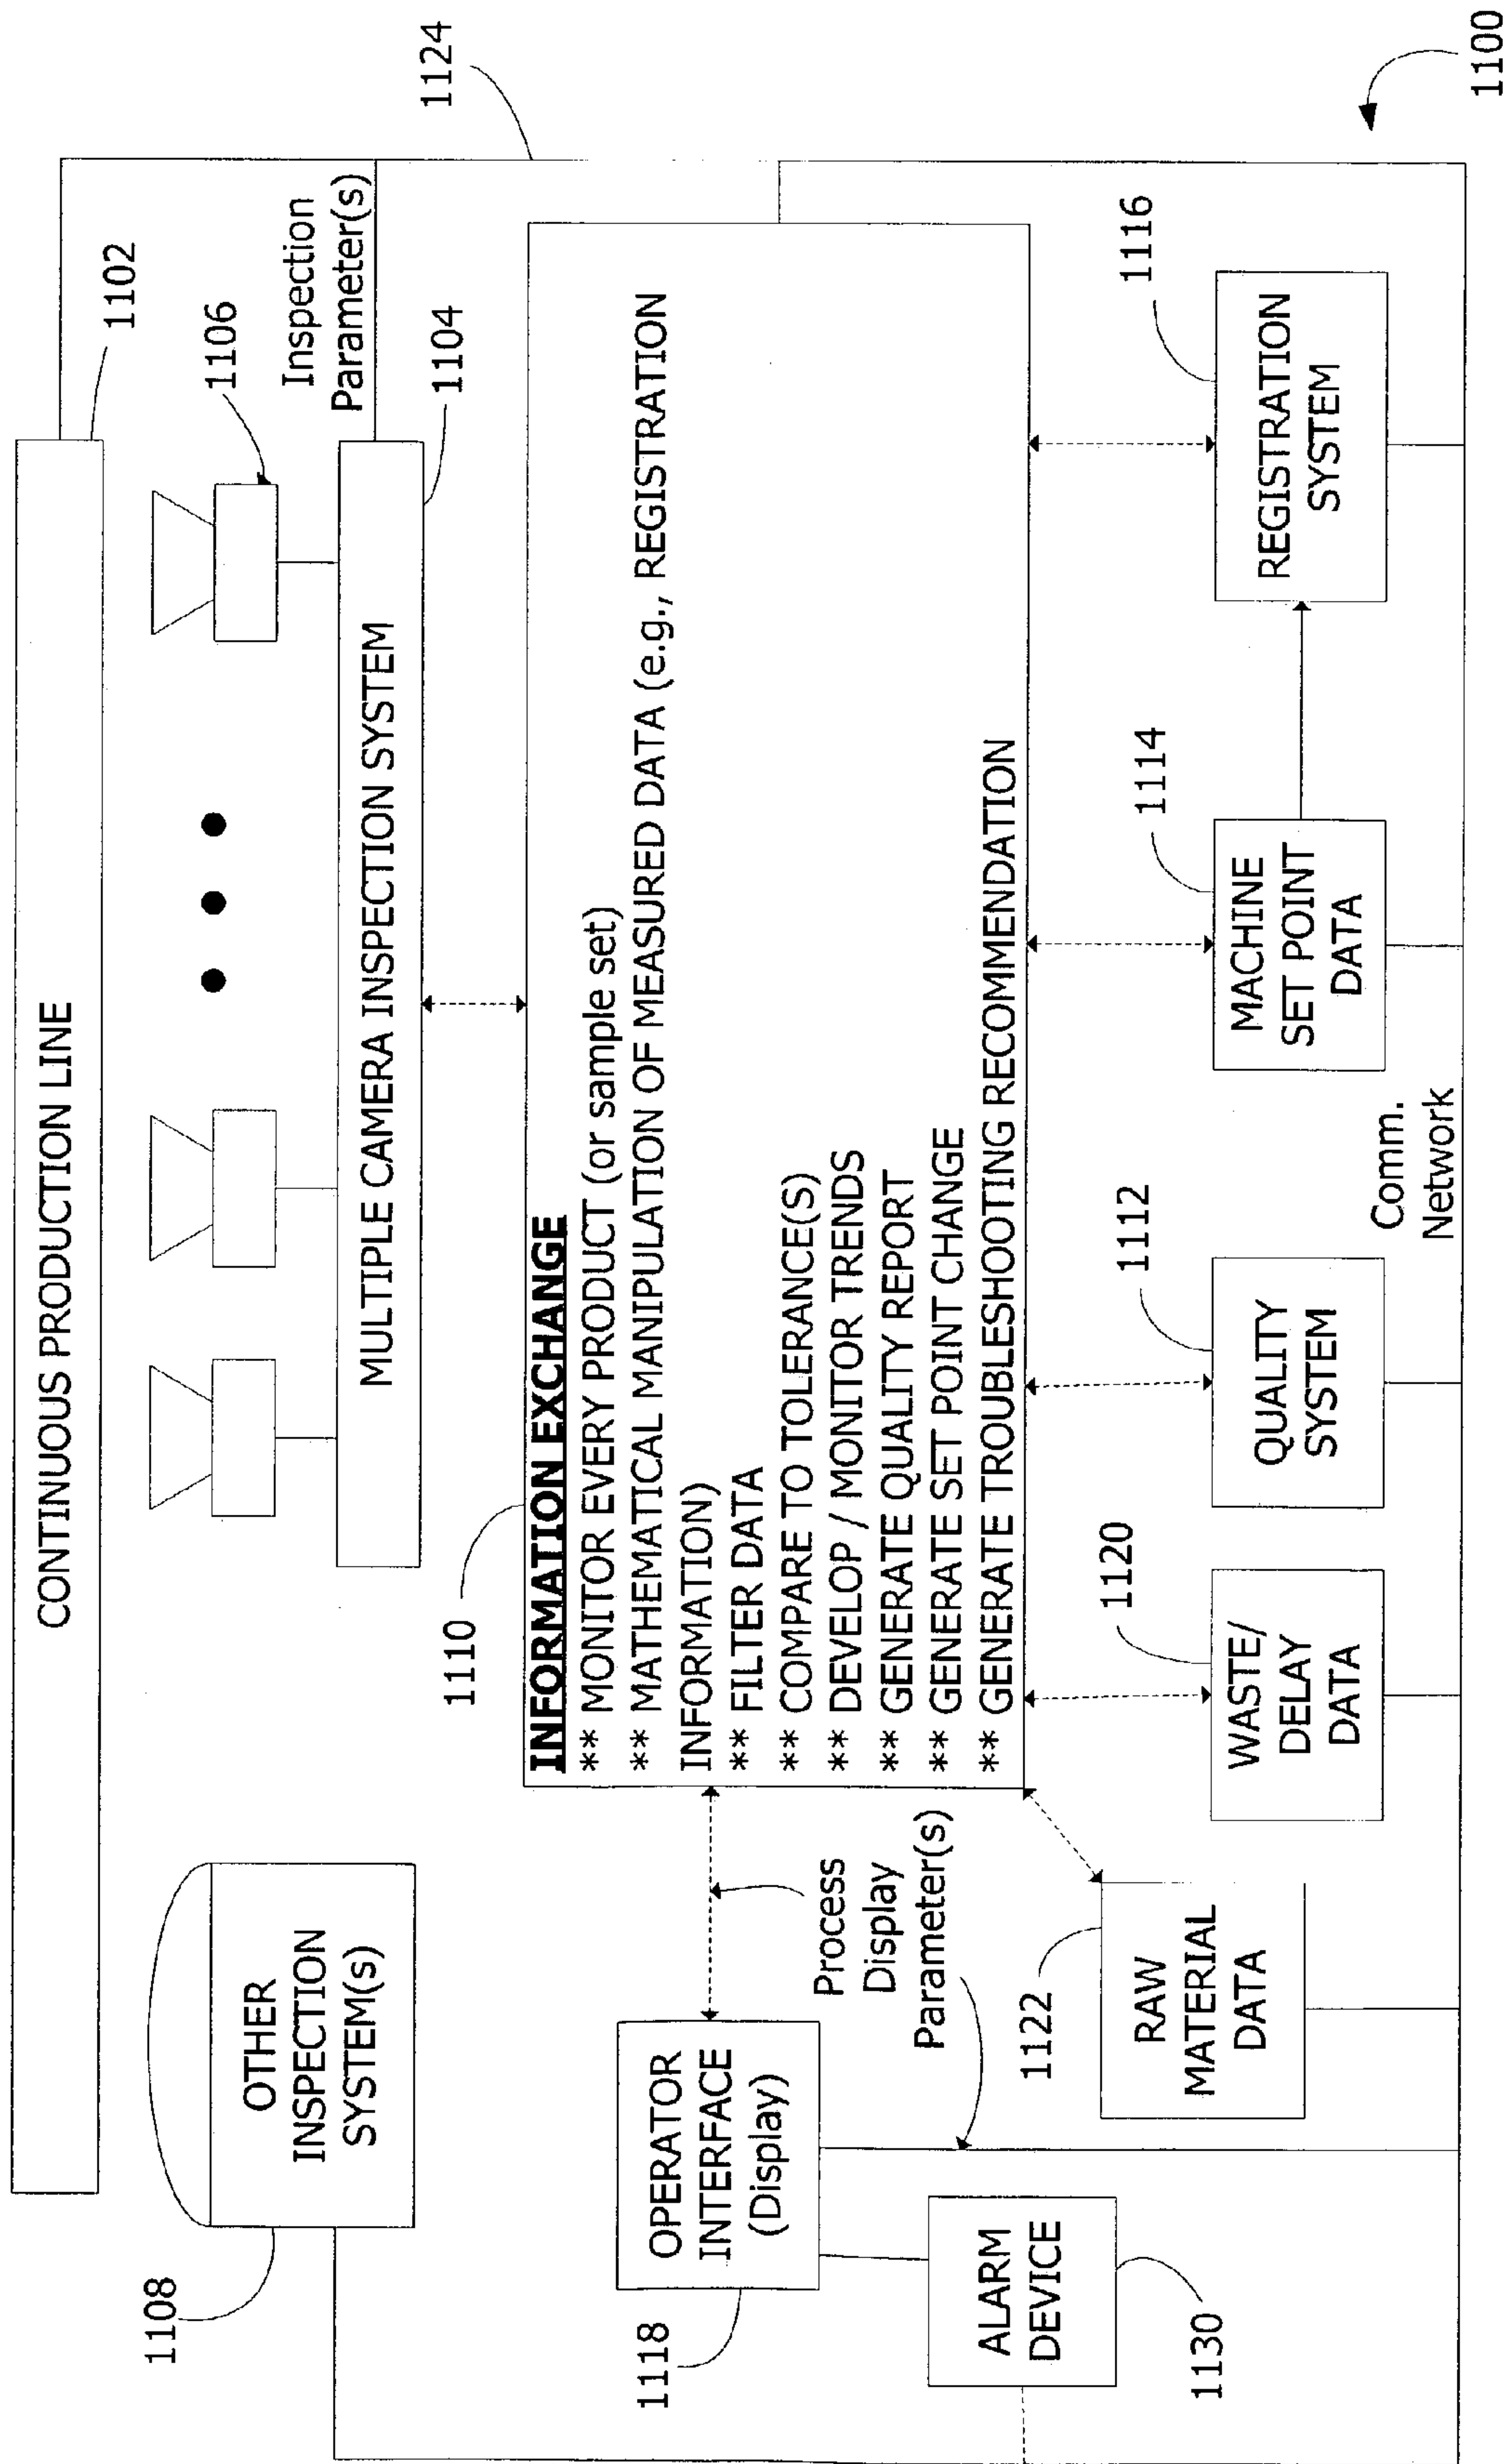 CONTINUOUS PRODUCTION LINE
1102
1106
Inspection
Parameter(s)
1124
MULTIPLE CAMERA INSPECTION SYSTEM
1104
OTHER
INSPECTION
SYSTEM(s)
1108
1110
INFORMATION EXCHANGE
** MONITOR EVERY PRODUCT (or sample set)
** MATHEMATICAL MANIPULATION OF MEASURED DATA (e.g., REGISTRATION
INFORMATION)
** FILTER DATA
** COMPARE TO TOLERANCE(S)
** DEVELOP / MONITOR TRENDS
** GENERATE QUALITY REPORT
** GENERATE SET POINT CHANGE
** GENERATE TROUBLESHOOTING RECOMMENDATION
OPERATOR
INTERFACE
(Display)
1118
Process
Display
Parameter(s)
ALARM
DEVICE
1130
1122
RAW
MATERIAL
DATA
1120
WASTE/
DELAY
DATA
1112
QUALITY
SYSTEM
1114
MACHINE
SET POINT
DATA
1116
REGISTRATION
SYSTEM
Comm.
Network
1100